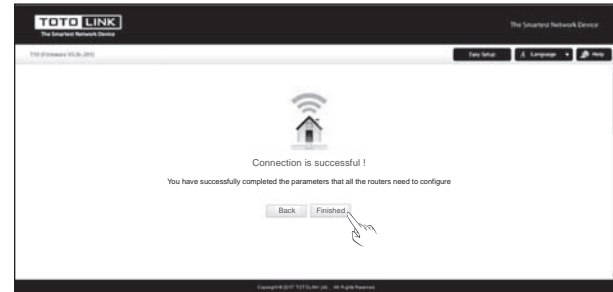 TOTO LINK
The Smartest Network Device
The Smartest Network Device
Easy Setup
Language
Help
Connection is successful !
You have successfully completed the parameters that all the routers need to configure
Back
Finished